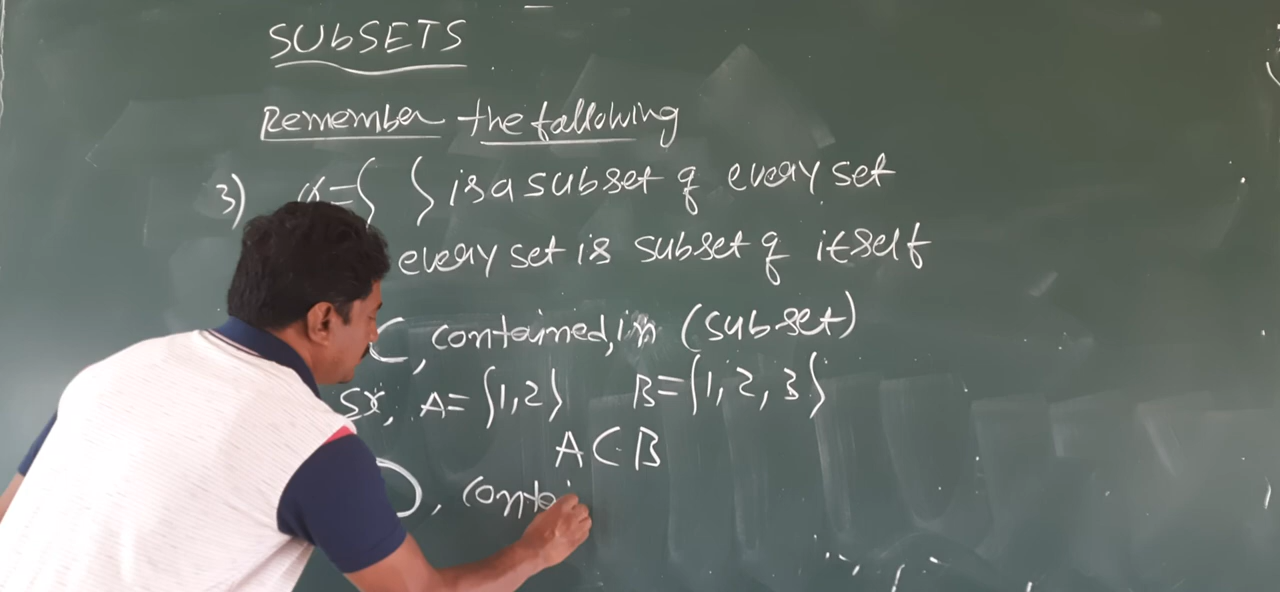 SUBSETS
Remember the following
3) = { } is a subset of every set
every set is subset of itself
⊂, contained, in (subset)
Ex, A = {1,2} B = {1,2,3}
A ⊂ B
⊃, contai